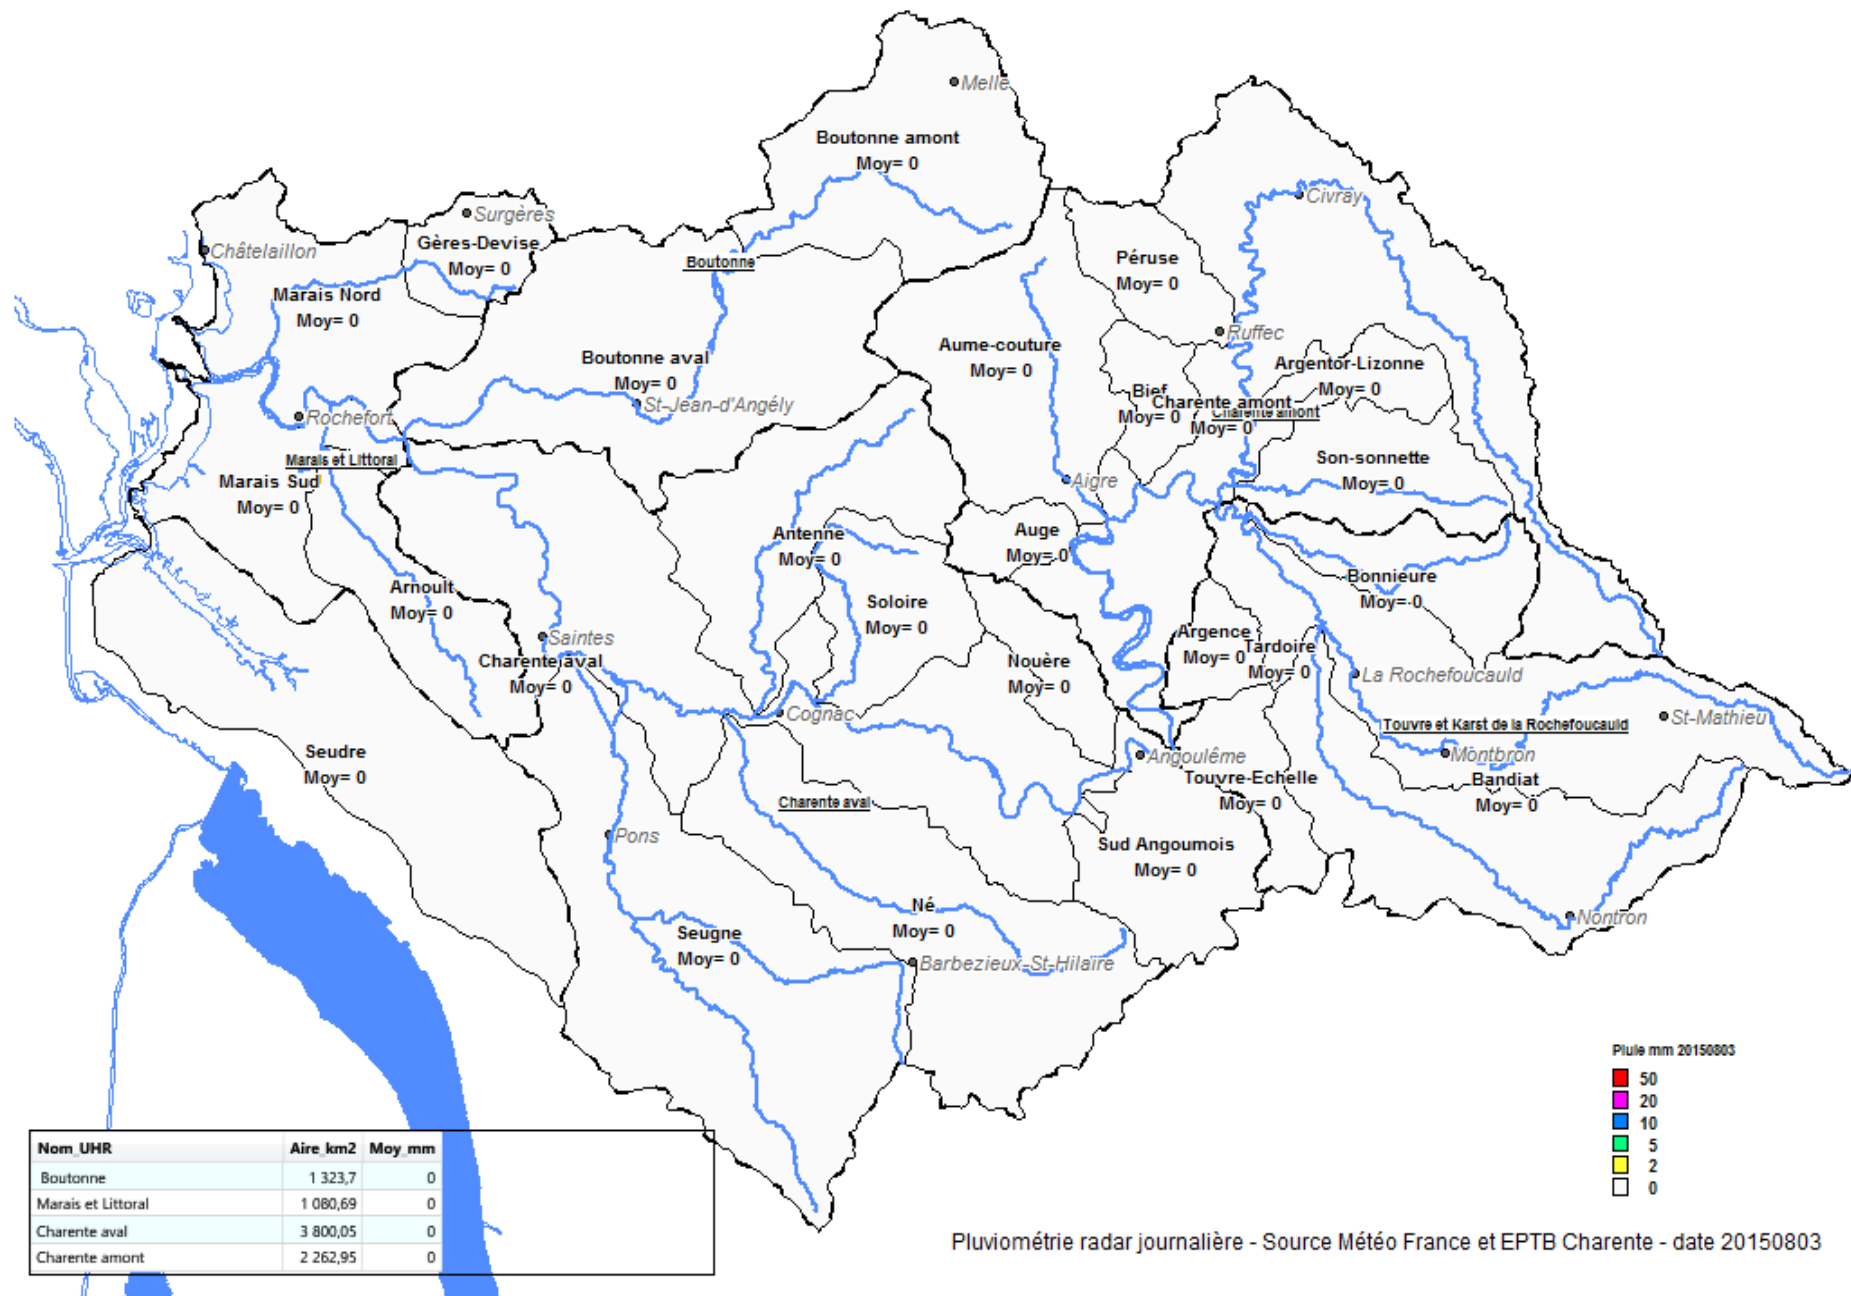 Melle
Boutonne amont
Moy= 0
Civray
Surgères
Châtelaillon
Gères-Devise
Moy= 0
Boutonne
Péruse
Moy= 0
Marais Nord
Moy= 0
Ruffec
Aume-couture
Moy= 0
Boutonne aval
Moy= 0
Argentor-Lizonne
Moy= 0
Bief
Moy= 0
Charente amont
Moy= 0
Charente amont
St-Jean-d'Angély
Rochefort
Marais et Littoral
Marais Sud
Moy= 0
Son-sonnette
Moy= 0
Aigre
Antenne
Moy= 0
Auge
Moy= 0
Arnoult
Moy= 0
Bonnieure
Moy= 0
Soloire
Moy= 0
Saintes
Charente aval
Moy= 0
Argence
Moy= 0
Tardoire
Moy= 0
Nouère
Moy= 0
La Rochefoucauld
Cognac
Touvre et Karst de la Rochefoucauld
St-Mathieu
Seudre
Moy= 0
Angoulême
Montbron
Touvre-Echelle
Moy= 0
Bandiat
Moy= 0
Charente aval
Pons
Sud Angoumois
Moy= 0
Né
Moy= 0
Nontron
Seugne
Moy= 0
Barbezieux-St-Hilaire
Pluie mm 20150803
50
20
10
5
2
0
Nom_UHR Aire_km2 Moy_mm
Boutonne 1 323,7 0
Marais et Littoral 1 080,69 0
Charente aval 3 800,05 0
Charente amont 2 262,95 0
Pluviométrie radar journalière - Source Météo France et EPTB Charente - date 20150803